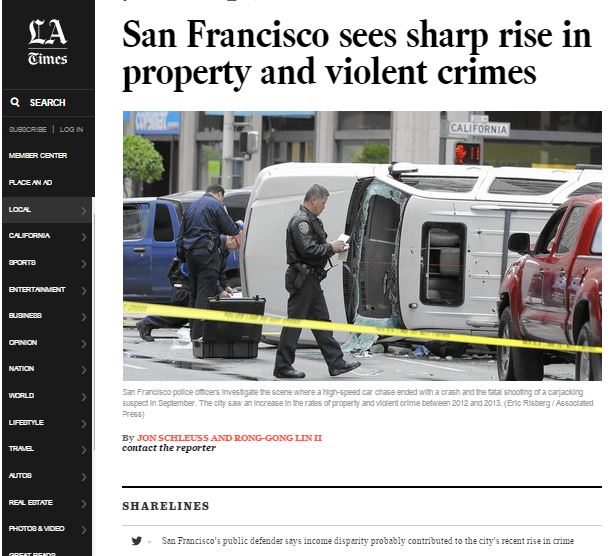 LA
Times
SEARCH
SUBSCRIBE | LOG IN
MEMBER CENTER
PLACE AN AD
LOCAL
CALIFORNIA
SPORTS
ENTERTAINMENT
BUSINESS
OPINION
NATION
WORLD
LIFESTYLE
TRAVEL
AUTOS
REAL ESTATE
PHOTOS & VIDEO
GREAT READS
San Francisco sees sharp rise in
property and violent crimes
CALIFORNIA
San Francisco police officers investigate the scene where a high-speed car chase ended with a crash and the fatal shooting of a carjacking
suspect in September. The city saw an increase in the rates of property and violent crime between 2012 and 2013. (Eric Risberg / Associated
Press)
By JON SCHLEUSS AND RONG-GONG LIN II
contact the reporter
SHARELINES
San Francisco's public defender says income disparity probably contributed to the city's recent rise in crime